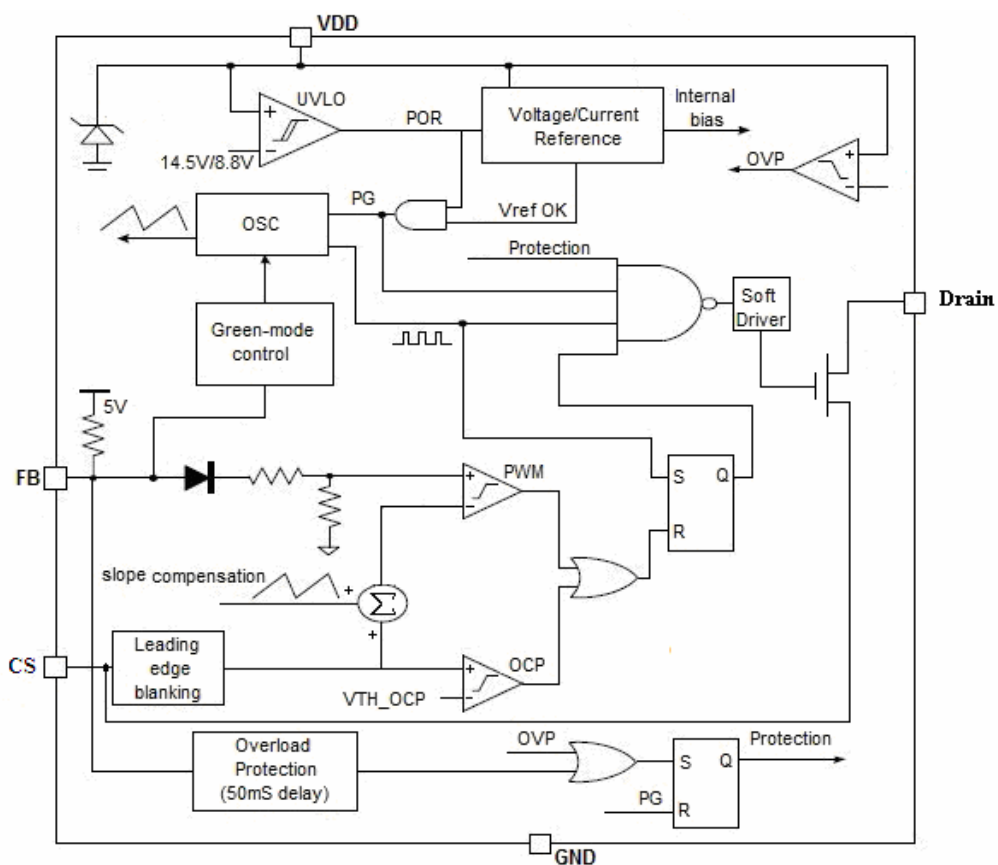 VDD
UVLO
+
−
14.5V/8.8V
POR
Voltage/Current
Reference
Internal
bias
OVP
+
−
PG
Vref OK
OSC
Protection
Soft
Driver
Drain
Green-mode
control
5V
FB
+
PWM
−
S
Q
R
slope compensation
+
Σ
+
CS
Leading
edge
blanking
+
OCP
VTH_OCP
−
Overload
Protection
(50mS delay)
OVP
S
Q
Protection
PG
R
GND